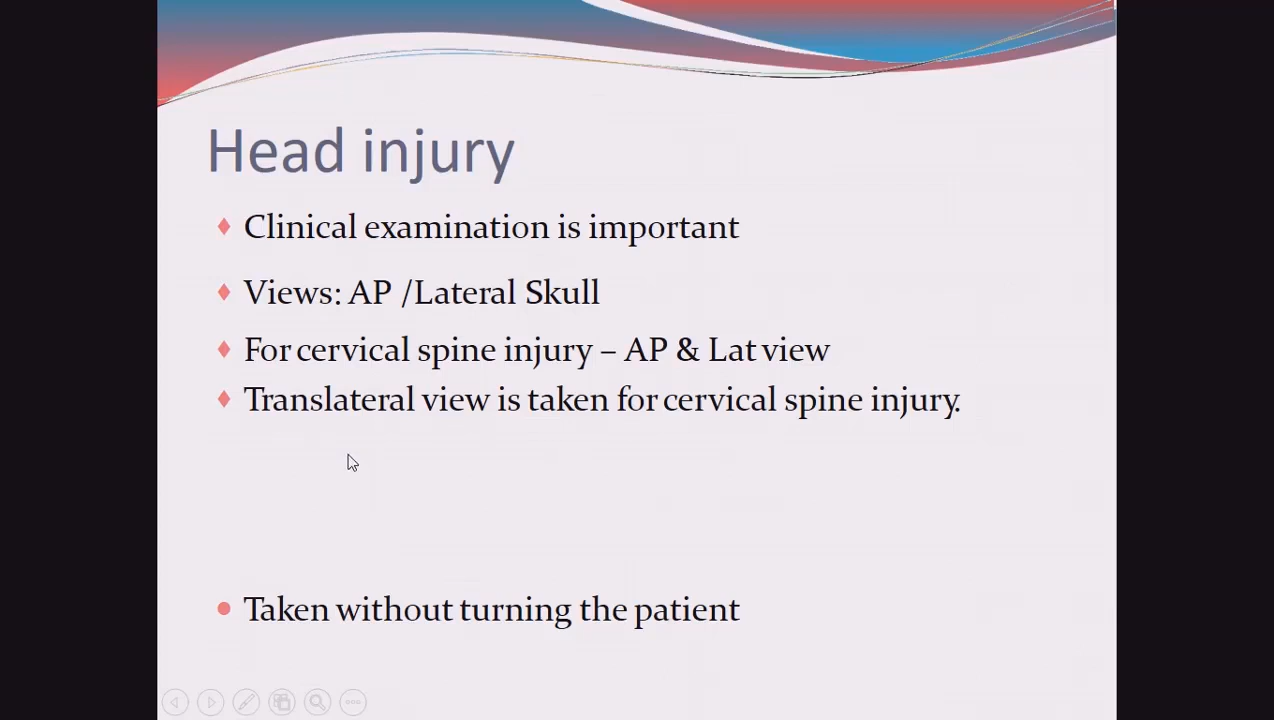 Head injury
Clinical examination is important
Views: AP /Lateral Skull
For cervical spine injury – AP & Lat view
Translateral view is taken for cervical spine injury.
Taken without turning the patient